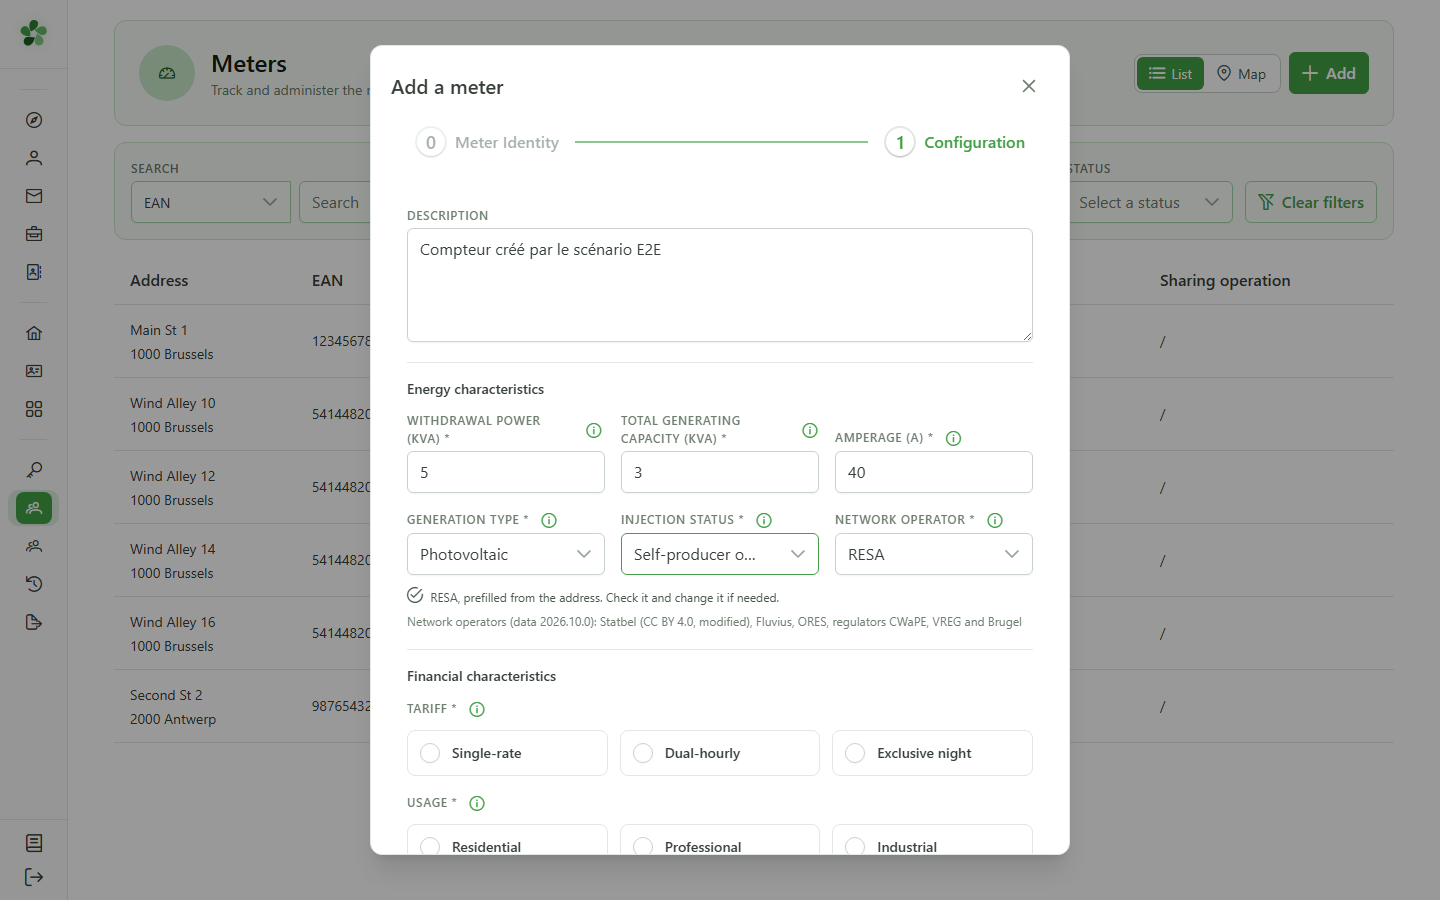 Meters
Track and administer the
List
Map
Add
SEARCH
EAN
Search
STATUS
Select a status
Clear filters
Address
EAN
Sharing operation
Main St 1
1000 Brussels
12345678
/
Wind Alley 10
1000 Brussels
54144820
/
Wind Alley 12
1000 Brussels
54144820
/
Wind Alley 14
1000 Brussels
54144820
/
Wind Alley 16
1000 Brussels
54144820
/
Second St 2
2000 Antwerp
98765432
/
Add a meter
0 Meter Identity
1 Configuration
DESCRIPTION
Compteur créé par le scénario E2E
Energy characteristics
WITHDRAWAL POWER
(KVA) *
TOTAL GENERATING
CAPACITY (KVA) *
AMPERAGE (A) *
5
3
40
GENERATION TYPE *
INJECTION STATUS *
NETWORK OPERATOR *
Photovoltaic
Self-producer o...
RESA
RESA, prefilled from the address. Check it and change it if needed.
Network operators (data 2026.10.0): Statbel (CC BY 4.0, modified), Fluvius, ORES, regulators CWaPE, VREG and Brugel
Financial characteristics
TARIFF *
Single-rate
Dual-hourly
Exclusive night
USAGE *
Residential
Professional
Industrial